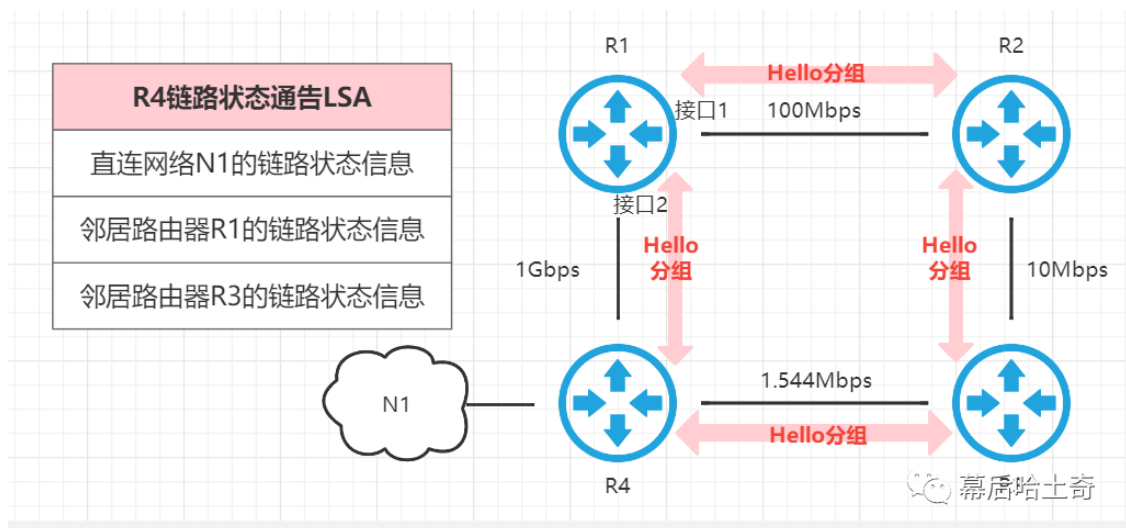 R4链路状态通告LSA
直连网络N1的链路状态信息
邻居路由器R1的链路状态信息
邻居路由器R3的链路状态信息
R1
R2
Hello分组
接口1
100Mbps
接口2
Hello
分组
Hello
分组
1Gbps
10Mbps
N1
1.544Mbps
Hello分组
R4
幕后哈士奇